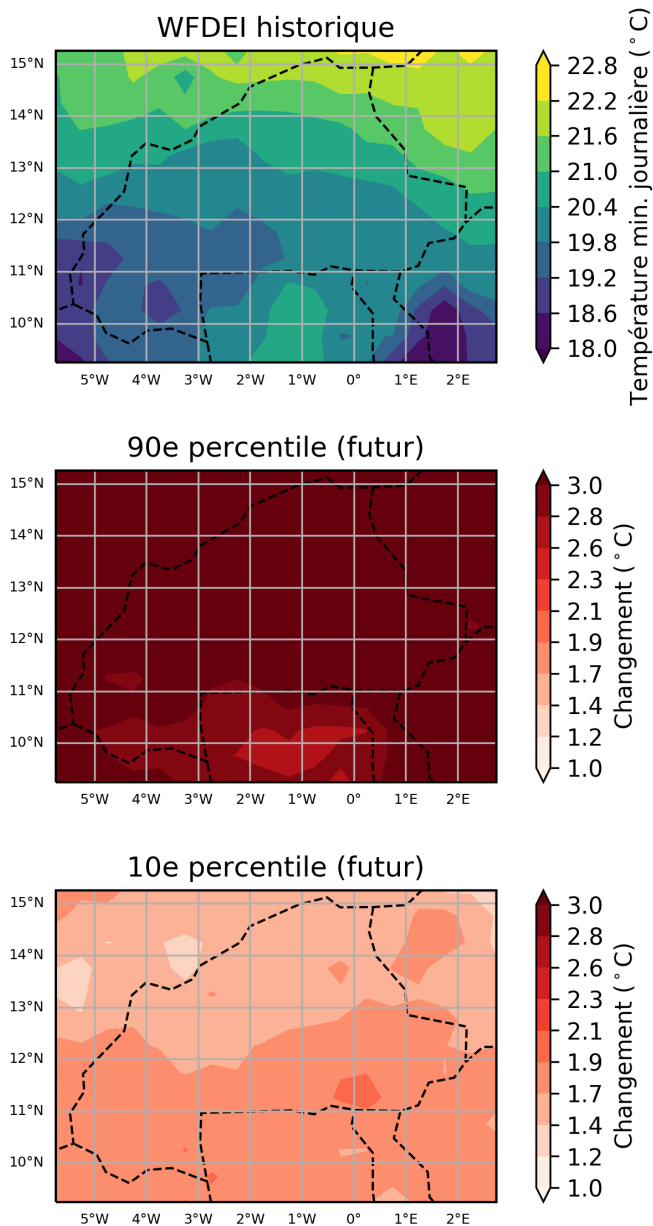 WFDEI historique
15°N
14°N
13°N
12°N
11°N
10°N
5°W 4°W 3°W 2°W 1°W 0° 1°E 2°E
22.8
22.2
21.6
21.0
20.4
19.8
19.2
18.6
18.0
Température min. journalière (°C)
90e percentile (futur)
15°N
14°N
13°N
12°N
11°N
10°N
5°W 4°W 3°W 2°W 1°W 0° 1°E 2°E
3.0
2.8
2.6
2.3
2.1
1.9
1.7
1.4
1.2
1.0
Changement (°C)
10e percentile (futur)
15°N
14°N
13°N
12°N
11°N
10°N
5°W 4°W 3°W 2°W 1°W 0° 1°E 2°E
3.0
2.8
2.6
2.3
2.1
1.9
1.7
1.4
1.2
1.0
Changement (°C)